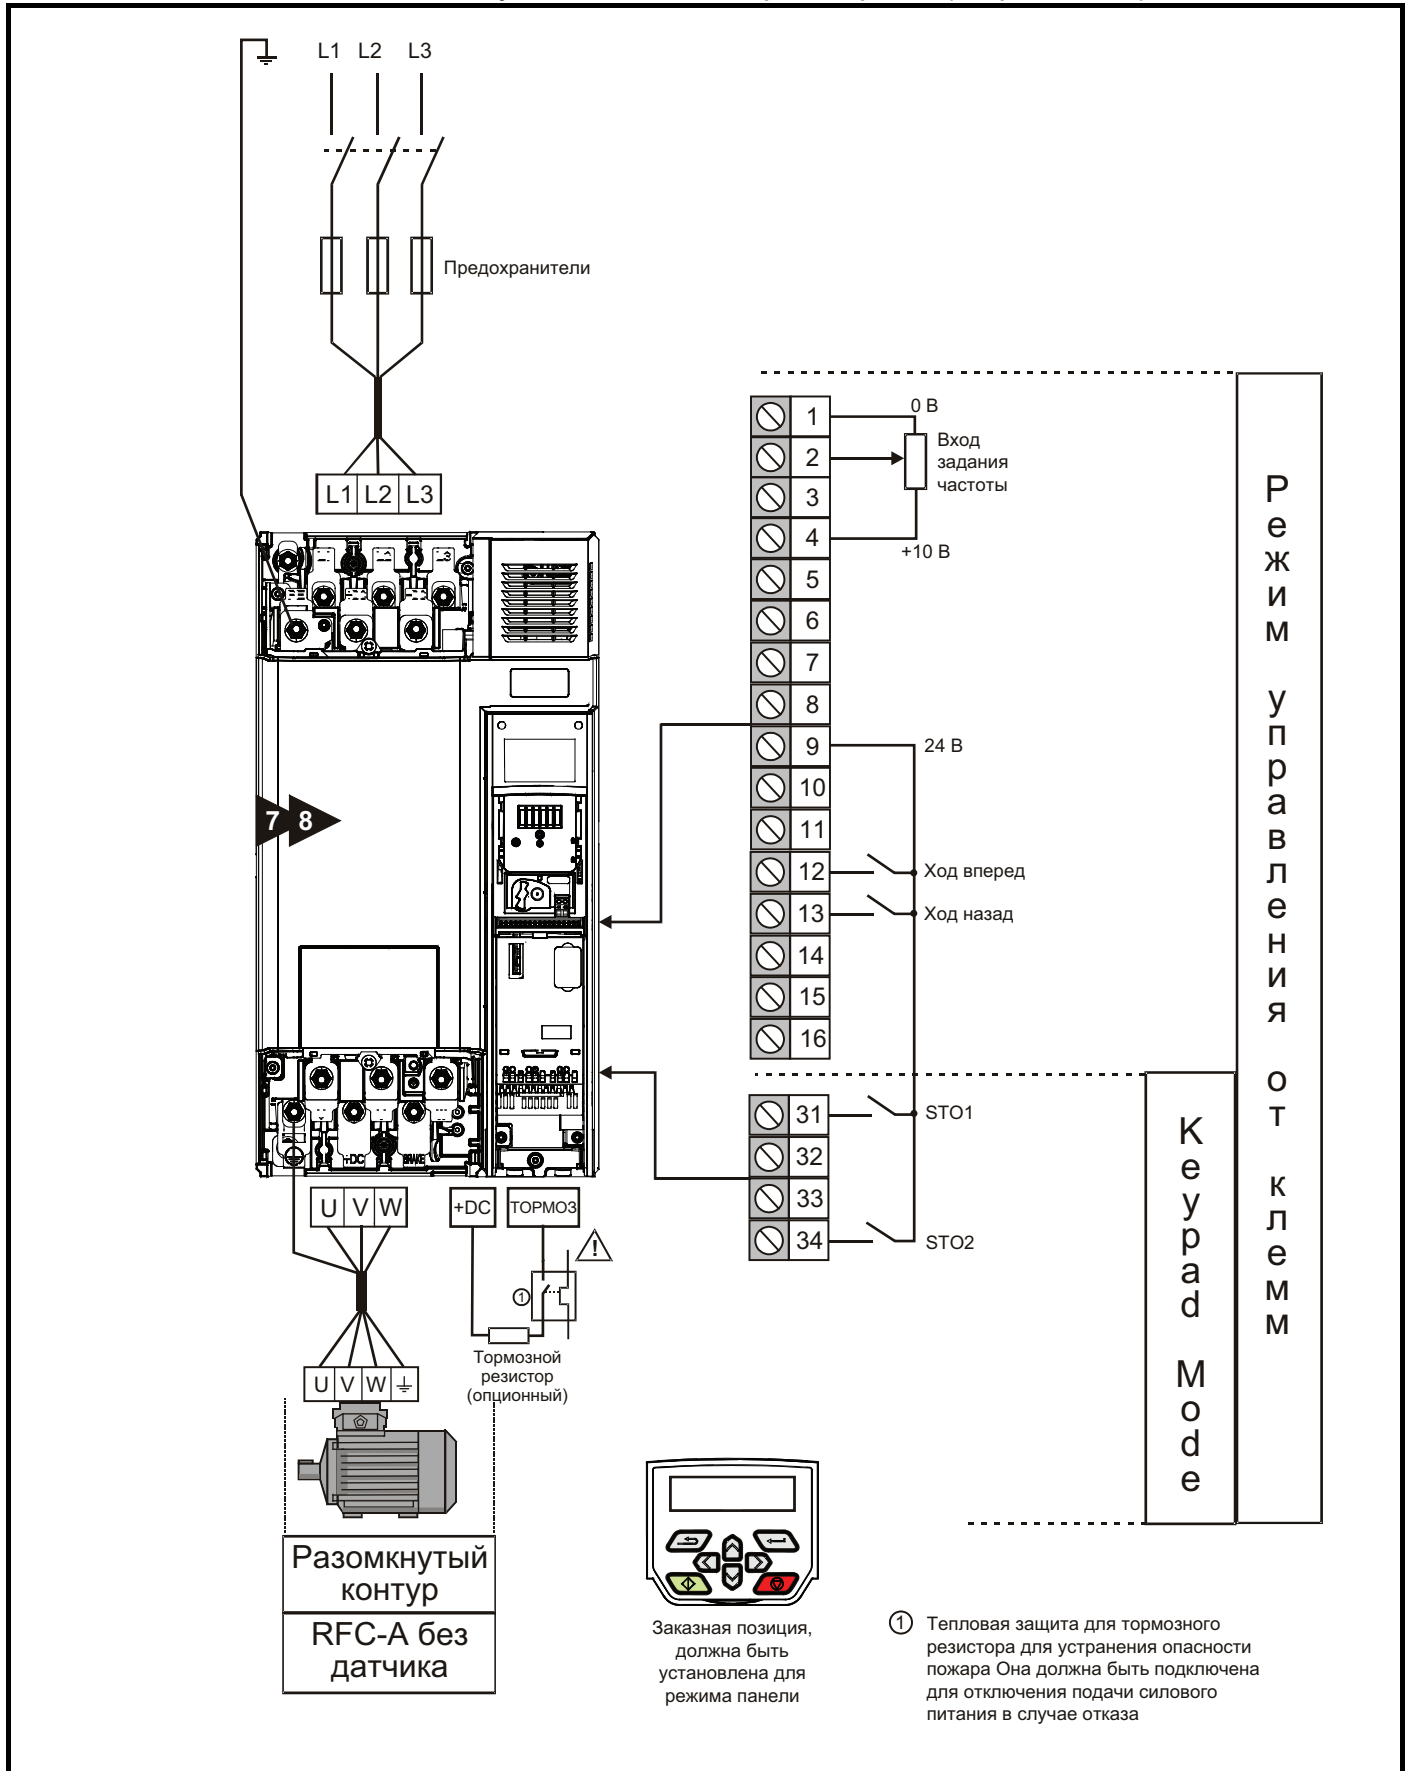 L1 L2 L3
Предохранители
L1 L2 L3
1
0 В
2
Вход
задания
частоты
3
4
+10 В
5
6
7
8
9
24 В
10
11
12
Ход вперед
13
Ход назад
14
15
16
31
STO1
32
33
34
STO2
Режим управления от клемм
Keypad Mode
7 8
+DC BRAKE
U V W
+DC
ТОРМОЗ
!
1
Тормозной
резистор
(опционный)
U V W
Разомкнутый
контур
RFC-A без
датчика
Заказная позиция,
должна быть
установлена для
режима панели
1 Тепловая защита для тормозного
резистора для устранения опасности
пожара Она должна быть подключена
для отключения подачи силового
питания в случае отказа